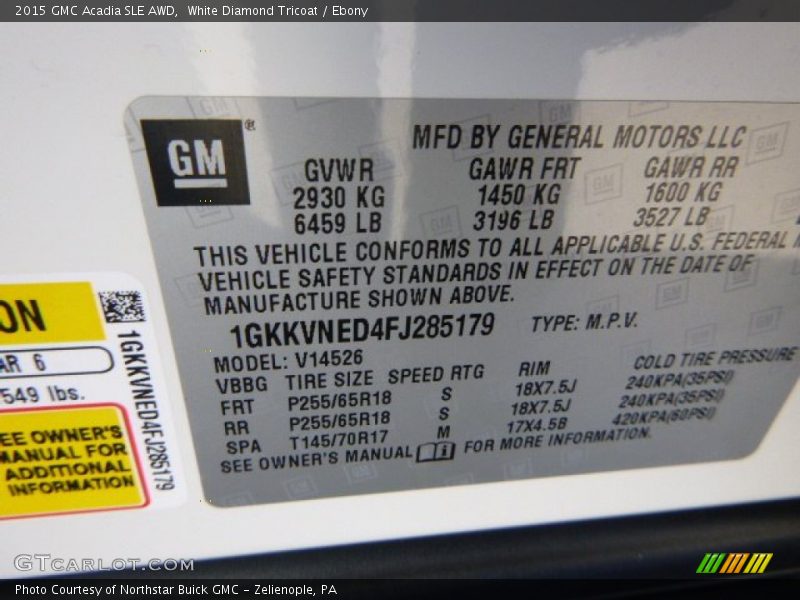 2015 GMC Acadia SLE AWD, White Diamond Tricoat / Ebony
GM®
MFD BY GENERAL MOTORS LLC
GVWR GAWR FRT GAWR RR
2930 KG 1450 KG 1600 KG
6459 LB 3196 LB 3527 LB
THIS VEHICLE CONFORMS TO ALL APPLICABLE U.S. FEDERAL
VEHICLE SAFETY STANDARDS IN EFFECT ON THE DATE OF
MANUFACTURE SHOWN ABOVE.
1GKKVNED4FJ285179 TYPE: M.P.V.
MODEL: V14526
VBBG TIRE SIZE SPEED RTG RIM COLD TIRE PRESSURE
FRT P255/65R18 S 18X7.5J 240KPA(35PSI)
RR P255/65R18 S 18X7.5J 240KPA(35PSI)
SPA T145/70R17 M 17X4.5B 420KPA(60PSI)
SEE OWNER'S MANUAL FOR MORE INFORMATION.
ON
AR 6
549 lbs.
EE OWNER'S
MANUAL FOR
ADDITIONAL
INFORMATION
1GKKVNED4FJ285179
GTCarLot.com
Photo Courtesy of Northstar Buick GMC - Zelienople, PA